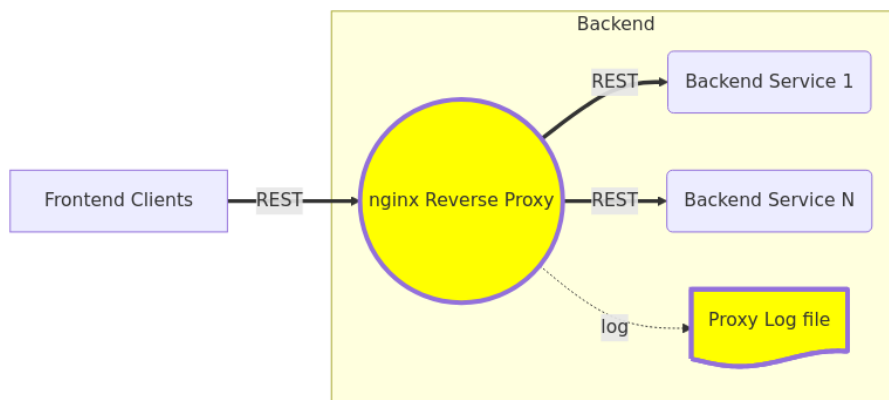 Backend
REST
Backend Service 1
Frontend Clients
REST
nginx Reverse Proxy
REST
Backend Service N
log
Proxy Log file